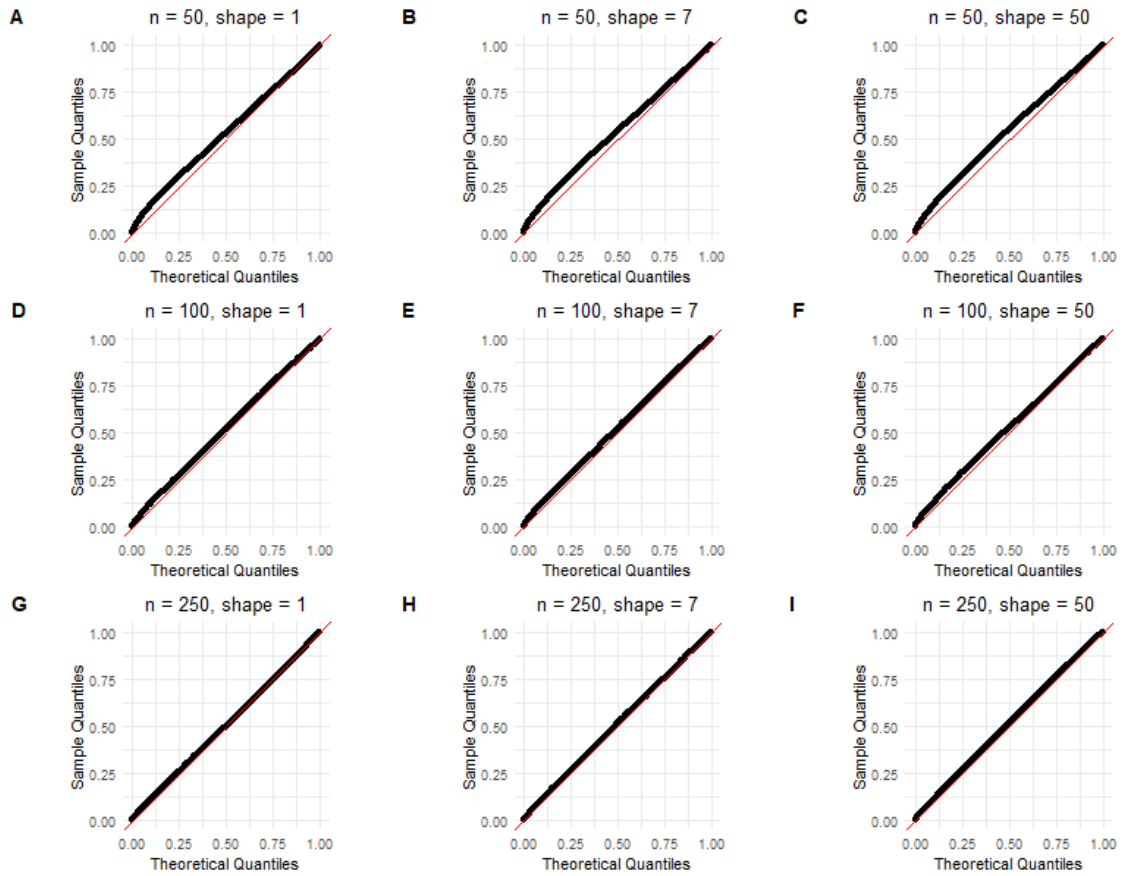 A n = 50, shape = 1
B n = 50, shape = 7
C n = 50, shape = 50
Sample Quantiles
1.00
0.75
0.50
0.25
0.00
0.00 0.25 0.50 0.75 1.00
Theoretical Quantiles
Sample Quantiles
1.00
0.75
0.50
0.25
0.00
0.00 0.25 0.50 0.75 1.00
Theoretical Quantiles
Sample Quantiles
1.00
0.75
0.50
0.25
0.00
0.00 0.25 0.50 0.75 1.00
Theoretical Quantiles
D n = 100, shape = 1
E n = 100, shape = 7
F n = 100, shape = 50
Sample Quantiles
1.00
0.75
0.50
0.25
0.00
0.00 0.25 0.50 0.75 1.00
Theoretical Quantiles
Sample Quantiles
1.00
0.75
0.50
0.25
0.00
0.00 0.25 0.50 0.75 1.00
Theoretical Quantiles
Sample Quantiles
1.00
0.75
0.50
0.25
0.00
0.00 0.25 0.50 0.75 1.00
Theoretical Quantiles
G n = 250, shape = 1
H n = 250, shape = 7
I n = 250, shape = 50
Sample Quantiles
1.00
0.75
0.50
0.25
0.00
0.00 0.25 0.50 0.75 1.00
Theoretical Quantiles
Sample Quantiles
1.00
0.75
0.50
0.25
0.00
0.00 0.25 0.50 0.75 1.00
Theoretical Quantiles
Sample Quantiles
1.00
0.75
0.50
0.25
0.00
0.00 0.25 0.50 0.75 1.00
Theoretical Quantiles